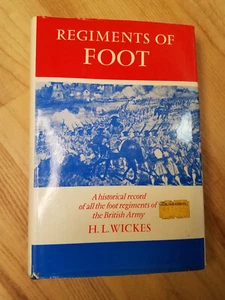 REGIMENTS OF
FOOT
A historical record
of all the foot regiments of
the British Army
H. L. WICKES